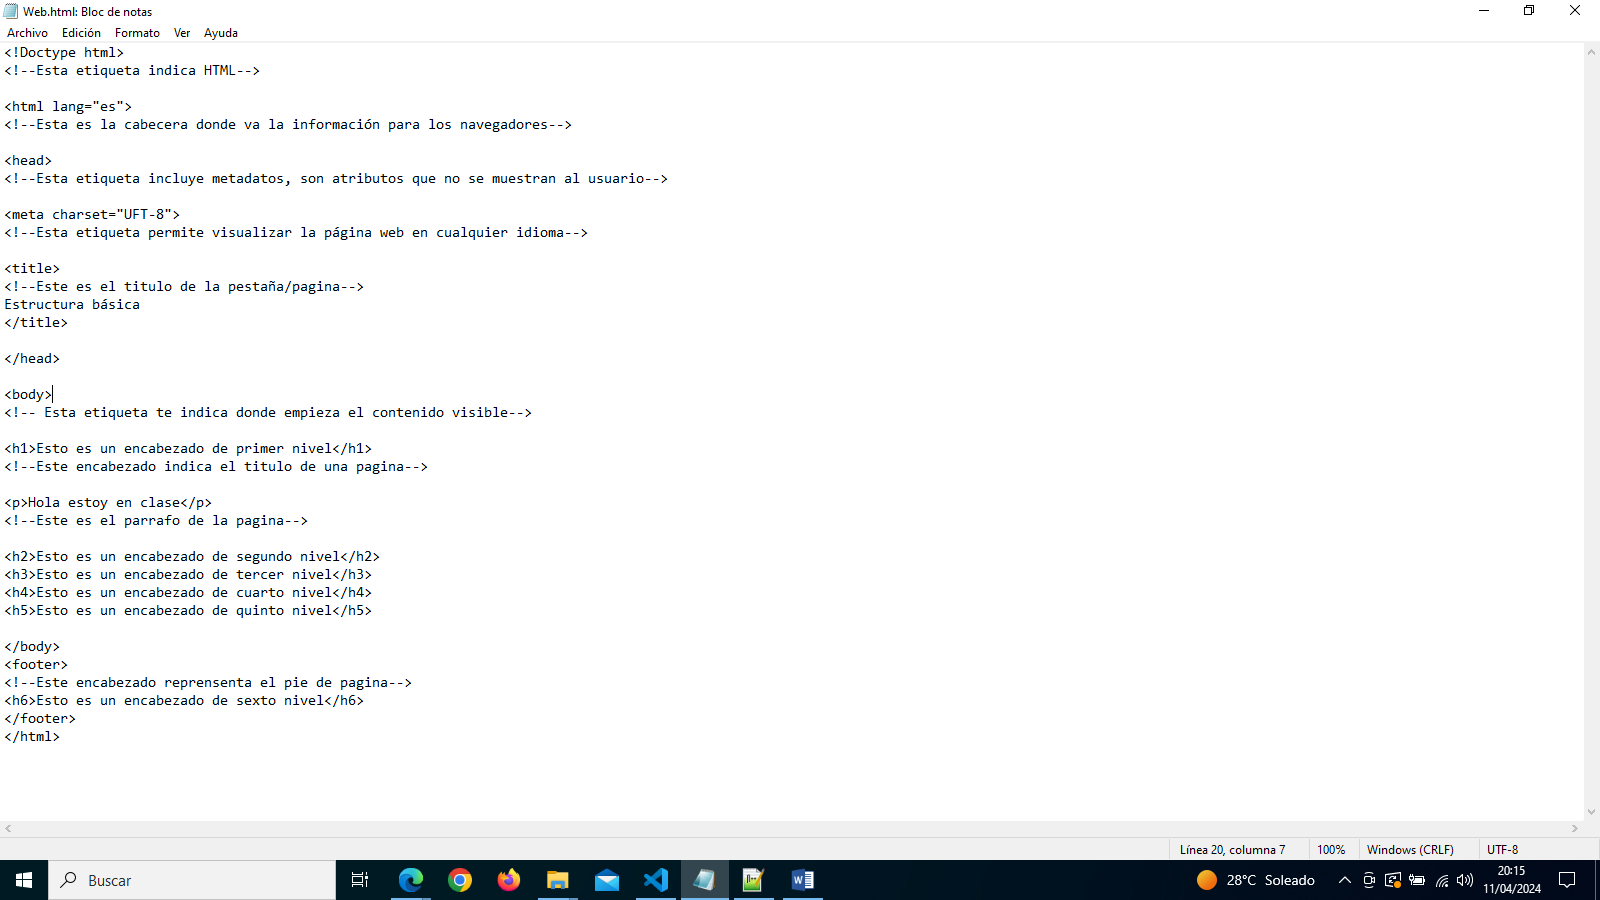 Web.html: Bloc de notas
Archivo Edición Formato Ver Ayuda
<!Doctype html>
<!--Esta etiqueta indica HTML-->
<html lang="es">
<!--Esta es la cabecera donde va la información para los navegadores-->
<head>
<!--Esta etiqueta incluye metadatos, son atributos que no se muestran al usuario-->
<meta charset="UFT-8">
<!--Esta etiqueta permite visualizar la página web en cualquier idioma-->
<title>
<!--Este es el titulo de la pestaña/pagina-->
Estructura básica
</title>
</head>
<body>
<!-- Esta etiqueta te indica donde empieza el contenido visible-->
<h1>Esto es un encabezado de primer nivel</h1>
<!--Este encabezado indica el titulo de una pagina-->
<p>Hola estoy en clase</p>
<!--Este es el parrafo de la pagina-->
<h2>Esto es un encabezado de segundo nivel</h2>
<h3>Esto es un encabezado de tercer nivel</h3>
<h4>Esto es un encabezado de cuarto nivel</h4>
<h5>Esto es un encabezado de quinto nivel</h5>
</body>
<footer>
<!--Este encabezado reprensenta el pie de pagina-->
<h6>Esto es un encabezado de sexto nivel</h6>
</footer>
</html>
Línea 20, columna 7 100% Windows (CRLF) UTF-8
Buscar
28°C Soleado
20:15
11/04/2024